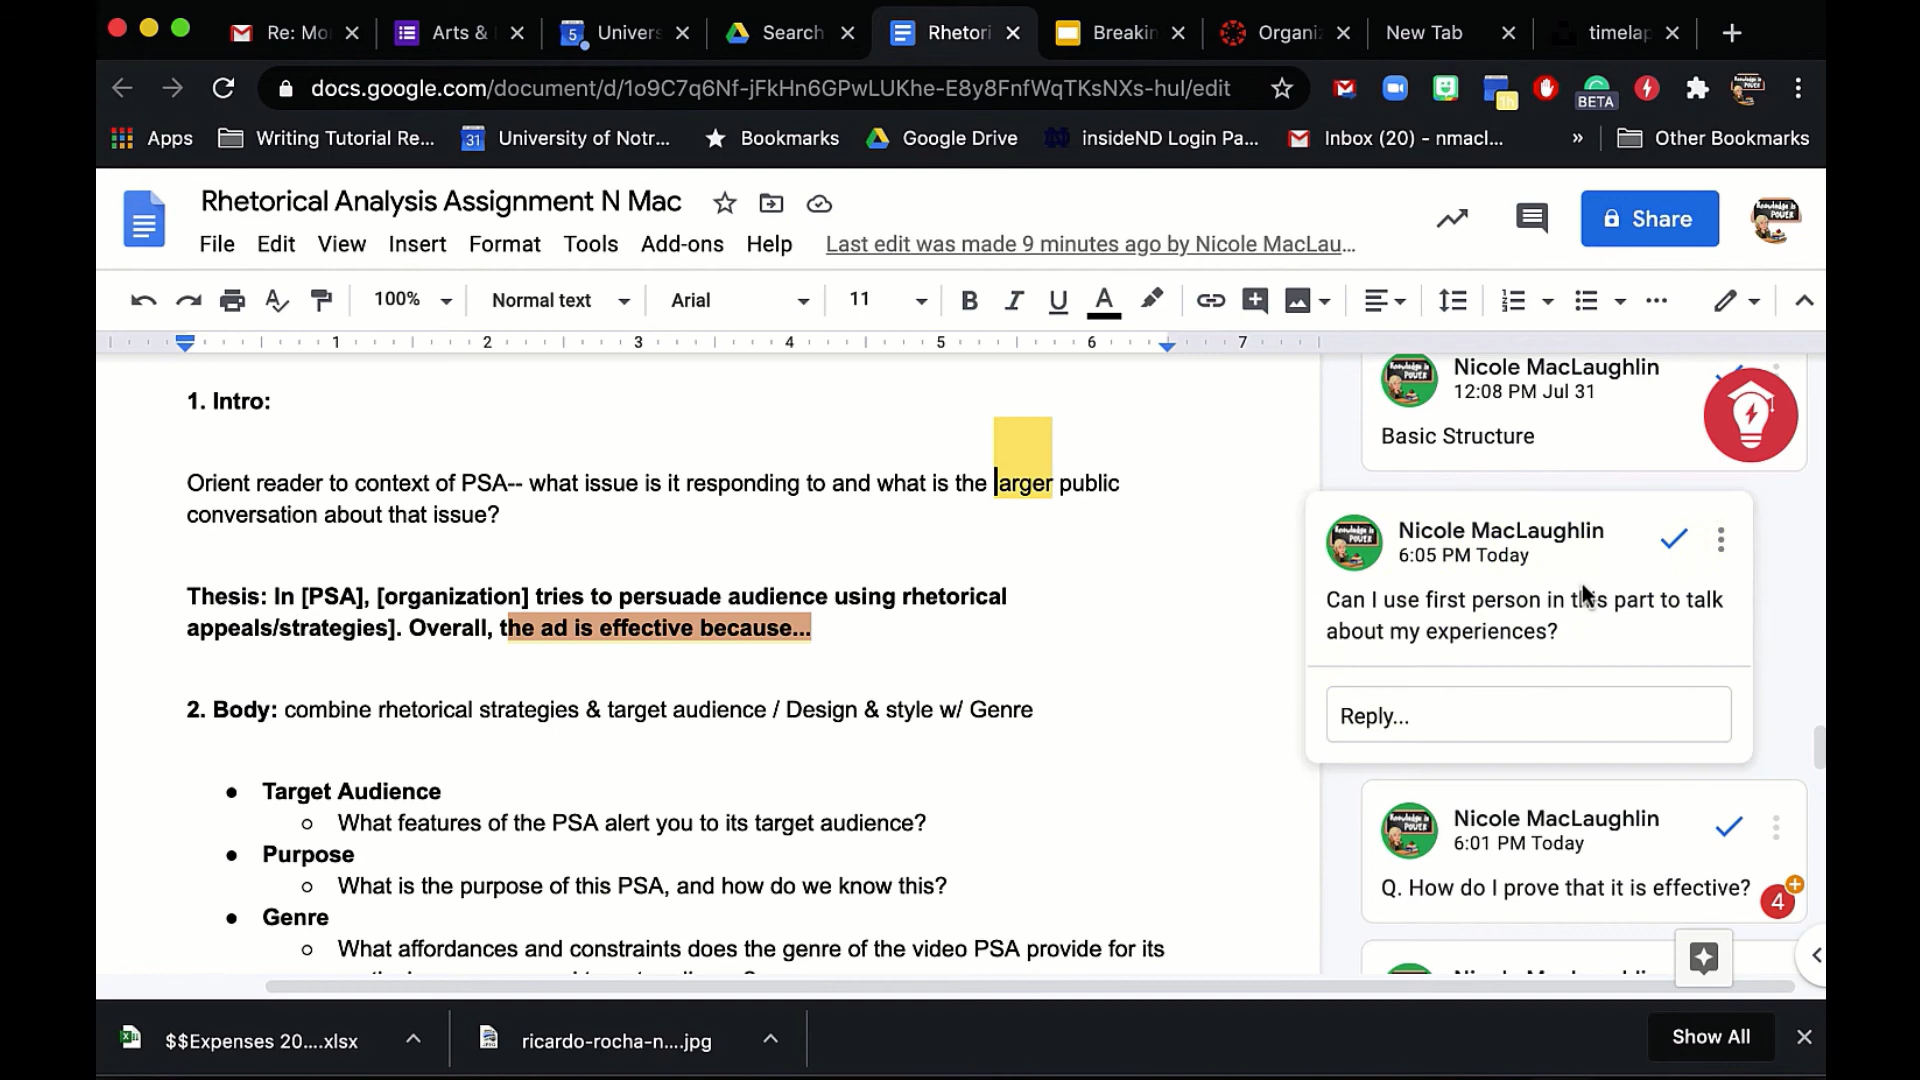 Re: Mo
Arts &
Univers
Search
Rhetori
Breakin
Organi
New Tab
timelap
docs.google.com/document/d/1o9C7q6Nf-jFkHn6GPwLUKhe-E8y8FnfWqTKsNXs-huI/edit
BETA
Apps
Writing Tutorial Re...
31
University of Notr...
Bookmarks
Google Drive
insideND Login Pa...
Inbox (20) - nmacl...
»
Other Bookmarks
Rhetorical Analysis Assignment N Mac
Share
File Edit View Insert Format Tools Add-ons Help
Last edit was made 9 minutes ago by Nicole MacLau...
100%
Normal text
Arial
11
B I U A
1 2 3 4 5 6 7
1. Intro:
Orient reader to context of PSA-- what issue is it responding to and what is the larger public
conversation about that issue?
Thesis: In [PSA], [organization] tries to persuade audience using rhetorical
appeals/strategies]. Overall, the ad is effective because...
2. Body: combine rhetorical strategies & target audience / Design & style w/ Genre
● Target Audience
○ What features of the PSA alert you to its target audience?
● Purpose
○ What is the purpose of this PSA, and how do we know this?
● Genre
○ What affordances and constraints does the genre of the video PSA provide for its
Nicole MacLaughlin
12:08 PM Jul 31
Basic Structure
Nicole MacLaughlin
6:05 PM Today
Can I use first person in this part to talk
about my experiences?
Reply...
Nicole MacLaughlin
6:01 PM Today
Q. How do I prove that it is effective?
4
$$Expenses 20....xlsx
ricardo-rocha-n....jpg
Show All